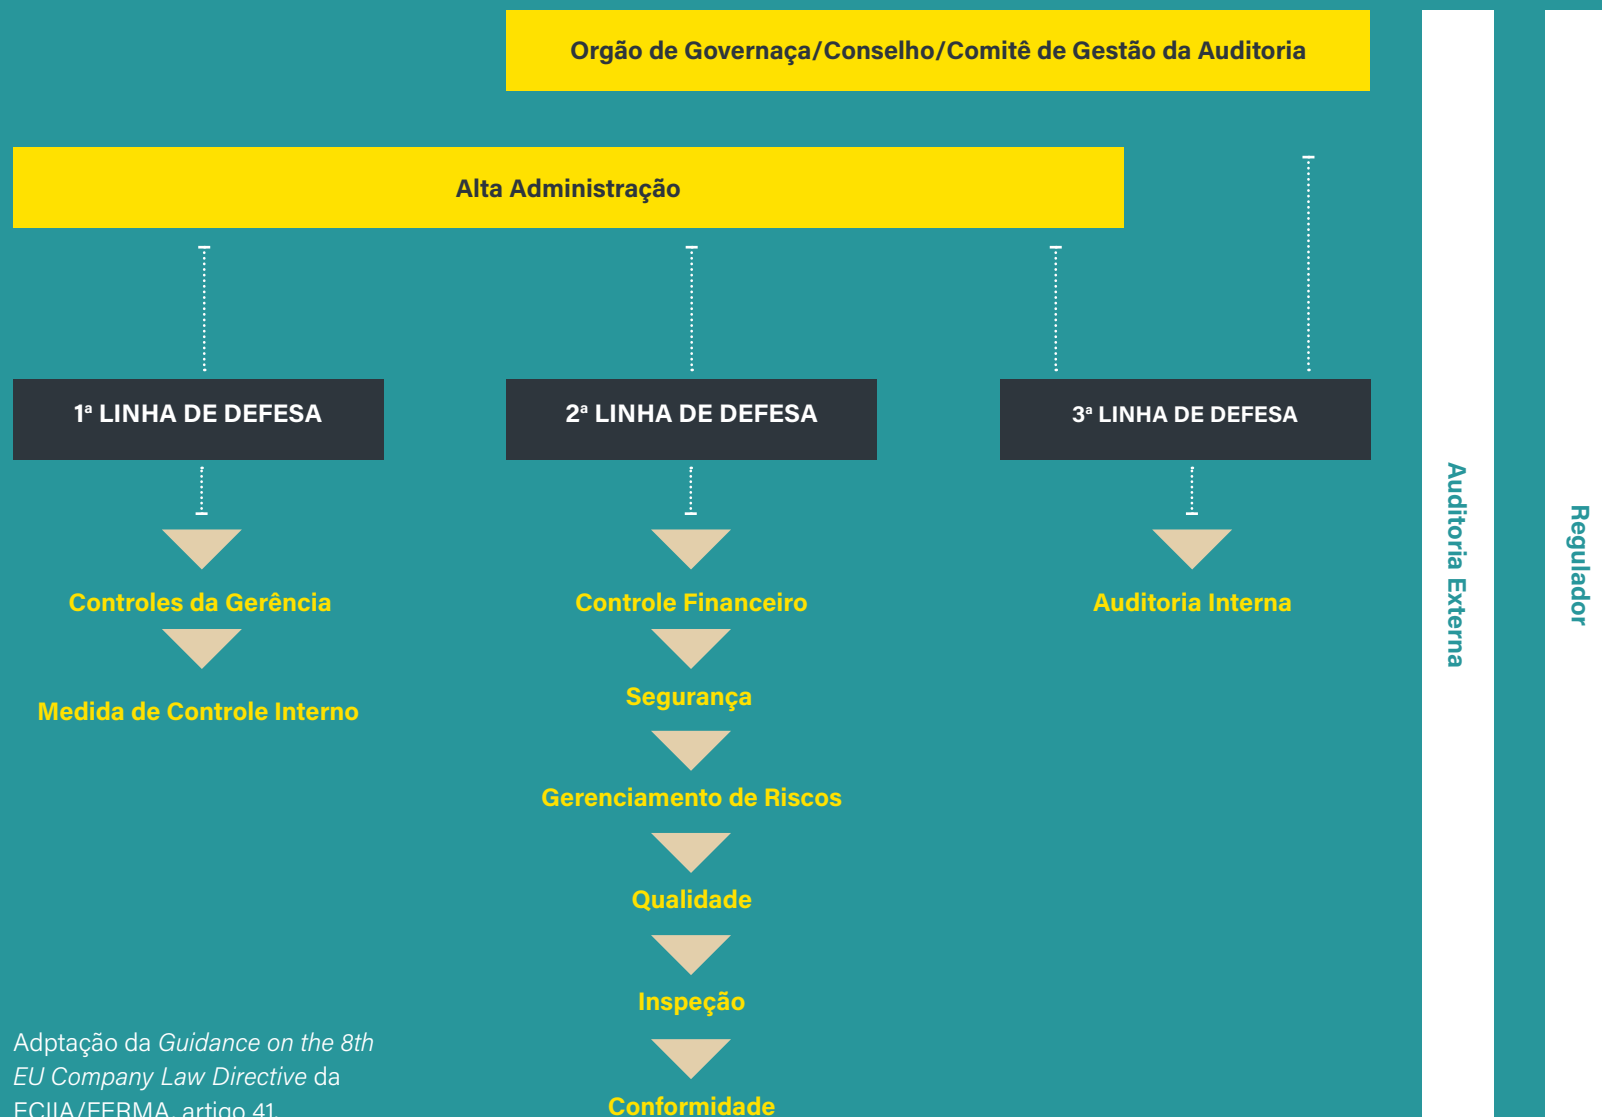 Orgão de Governaça/Conselho/Comitê de Gestão da Auditoria
Alta Administração
1ª LINHA DE DEFESA
Controles da Gerência
Medida de Controle Interno
2ª LINHA DE DEFESA
Controle Financeiro
Segurança
Gerenciamento de Riscos
Qualidade
Inspeção
Conformidade
3ª LINHA DE DEFESA
Auditoria Interna
Auditoria Externa
Regulador
Adptação da Guidance on the 8th
EU Company Law Directive da
ECIIA/FERMA, artigo 41.